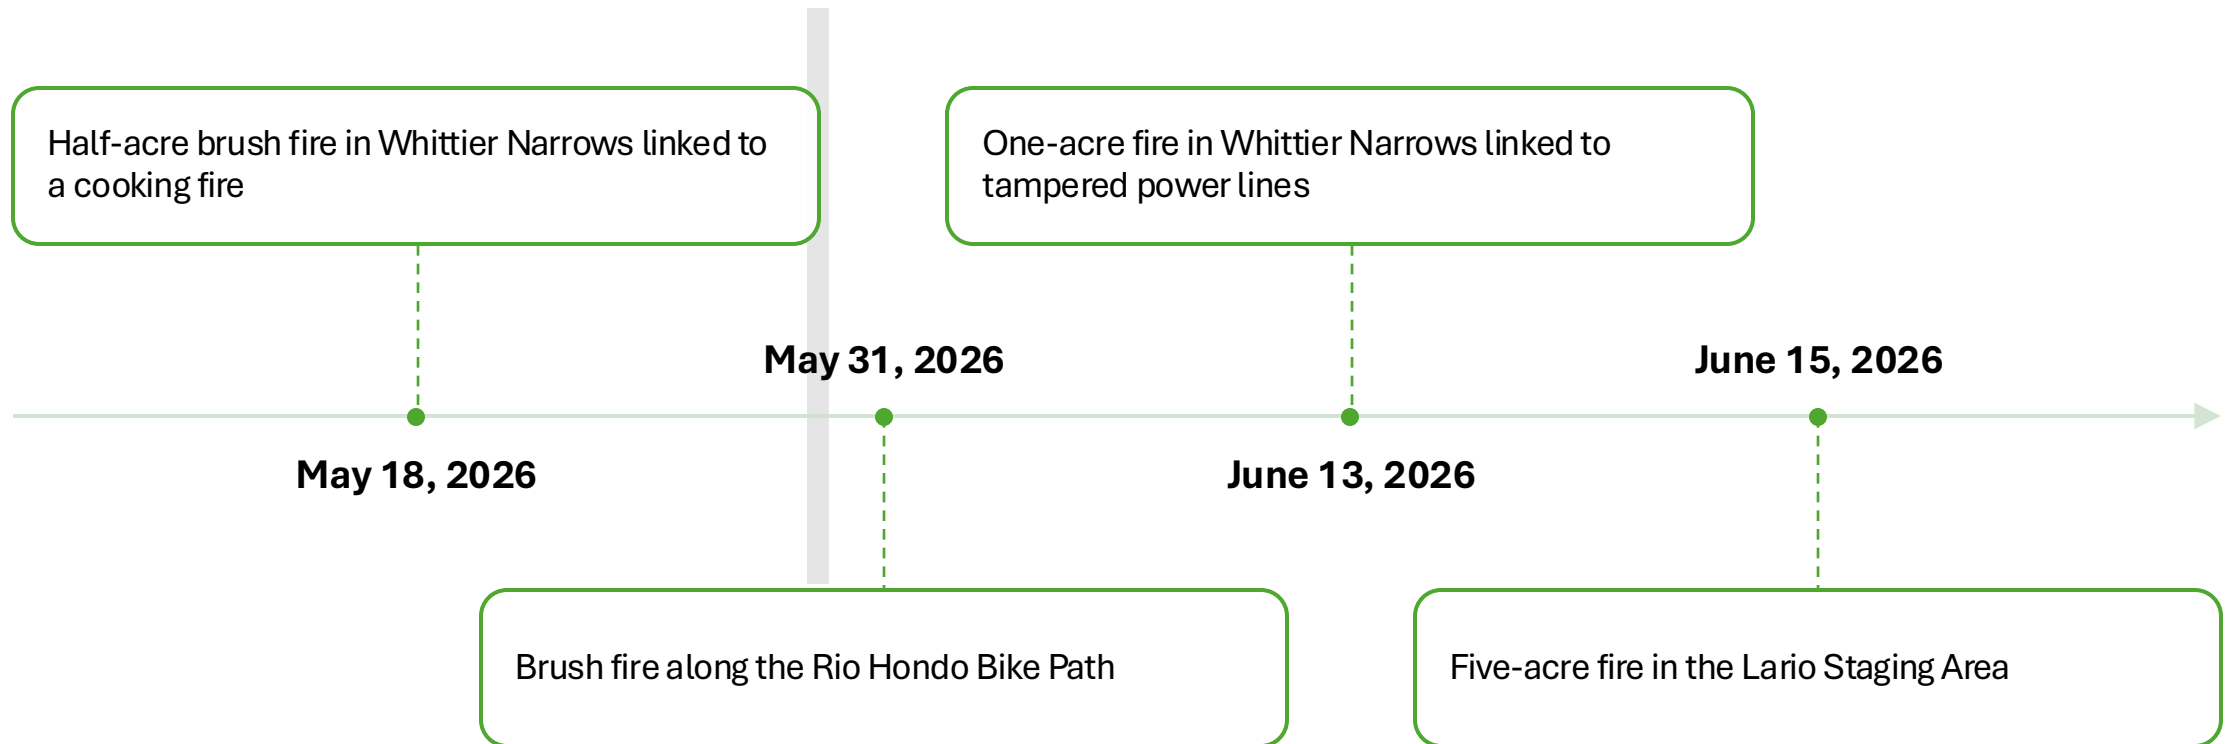 Half-acre brush fire in Whittier Narrows linked to
a cooking fire
One-acre fire in Whittier Narrows linked to
tampered power lines
May 31, 2026
June 15, 2026
May 18, 2026
June 13, 2026
Brush fire along the Rio Hondo Bike Path
Five-acre fire in the Lario Staging Area